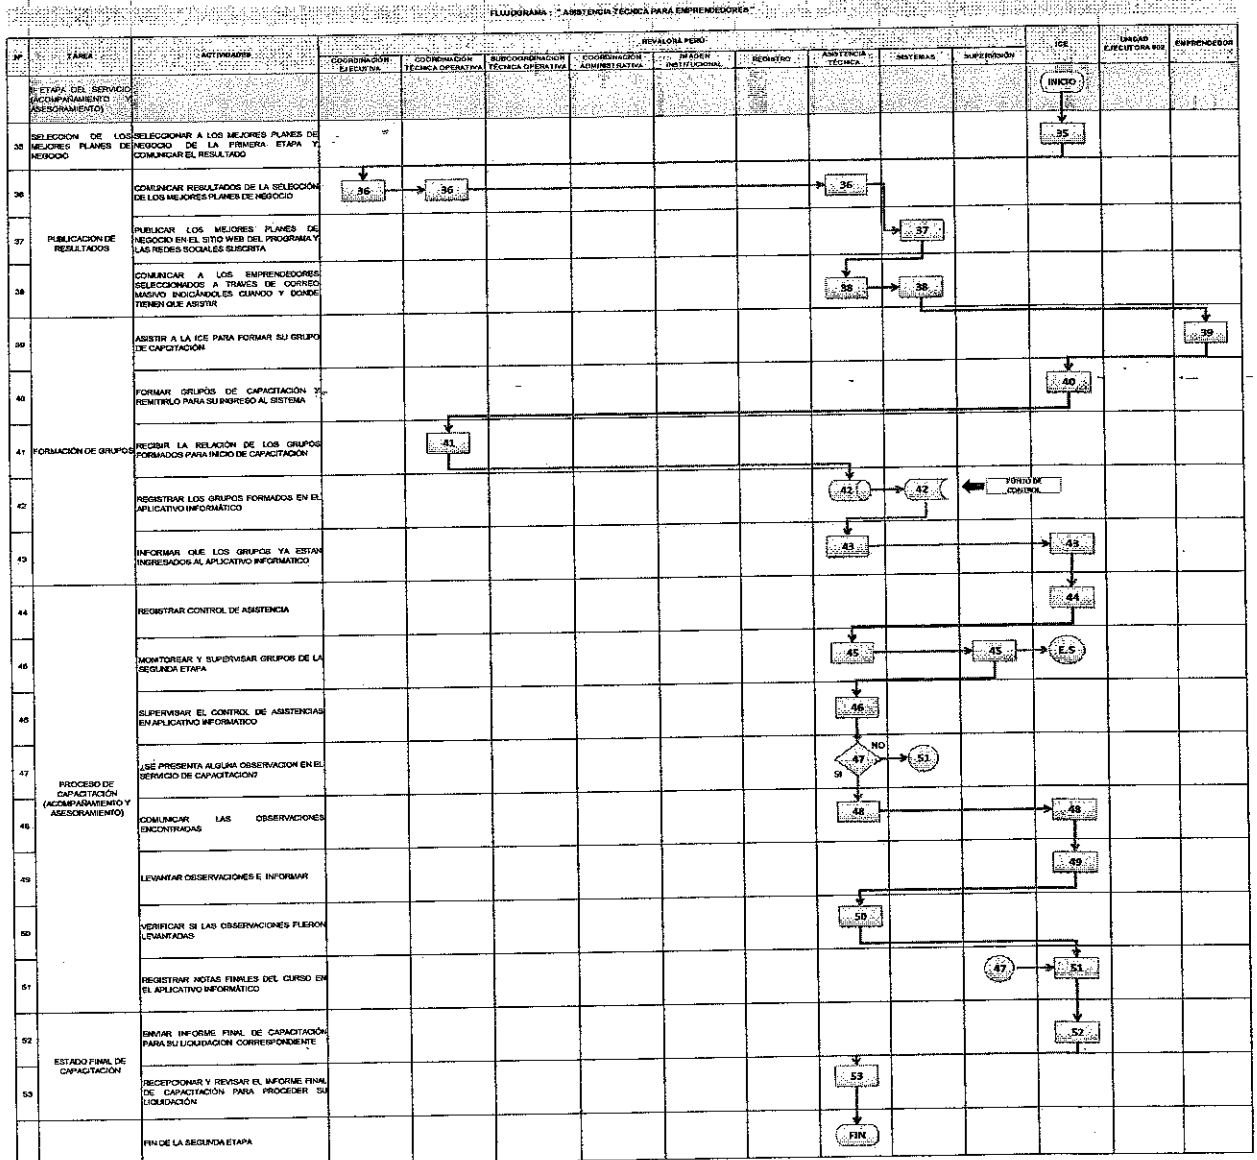 FLUJOGRAMA : " ASISTENCIA TÉCNICA PARA EMPRENDEDORES "
Nº
TAREA
ACTIVIDADES
REVALORA PERÚ
COORDINACIÓN
EJECUTIVA
COORDINACIÓN
TÉCNICA OPERATIVA
SUBCOORDINACIÓN
TÉCNICA OPERATIVA
COORDINACIÓN
ADMINISTRATIVA
IMAGEN
INSTITUCIONAL
REGISTRO
ASISTENCIA
TÉCNICA
SISTEMAS
SUPERVISIÓN
ICE
UNIDAD
EJECUTORA 002
EMPRENDEDOR
ETAPA DEL SERVICIO
(ACOMPAÑAMIENTO Y
ASESORAMIENTO)
INICIO
35
SELECCIÓN DE LOS
MEJORES PLANES DE
NEGOCIO
SELECCIONAR A LOS MEJORES PLANES DE
NEGOCIO DE LA PRIMERA ETAPA Y
COMUNICAR EL RESULTADO
35
36
PUBLICACIÓN DE
RESULTADOS
COMUNICAR RESULTADOS DE LA SELECCIÓN
DE LOS MEJORES PLANES DE NEGOCIO
36
36
36
37
PUBLICAR LOS MEJORES PLANES DE
NEGOCIO EN EL SITIO WEB DEL PROGRAMA Y
LAS REDES SOCIALES SUSCRITA
37
38
COMUNICAR A LOS EMPRENDEDORES
SELECCIONADOS A TRAVES DE CORREO
MASIVO INDICÁNDOLES CUANDO Y DONDE
TIENEN QUE ASISTIR
38
38
39
ASISTIR A LA ICE PARA FORMAR SU GRUPO
DE CAPCITACIÓN
39
40
FORMAR GRUPOS DE CAPACITACIÓN Y
REMITIRLO PARA SU INGRESO AL SISTEMA
40
41
FORMACIÓN DE GRUPOS
RECIBIR LA RELACIÓN DE LOS GRUPOS
FORMADOS PARA INICIO DE CAPACITACIÓN
41
42
REGISTRAR LOS GRUPOS FORMADOS EN EL
APLICATIVO INFORMÁTICO
42
42
PUNTO DE
CONTROL
43
INFORMAR QUE LOS GRUPOS YA ESTAN
INGRESADOS AL APLICATIVO INFORMATICO
43
43
44
REGISTRAR CONTROL DE ASISTENCIA
44
45
MONITOREAR Y SUPERVISAR GRUPOS DE LA
SEGUNDA ETAPA
45
45
E.S
46
SUPERVISAR EL CONTROL DE ASISTENCIAS
EN APLICATIVO INFORMATICO
46
47
PROCESO DE
CAPACITACIÓN
(ACOMPAÑAMIENTO Y
ASESORAMIENTO)
¿SE PRESENTA ALGUNA OBSERVACION EN EL
SERVICIO DE CAPACITACION?
47
NO
SI
51
48
COMUNICAR LAS OBSERVACIONES
ENCONTRADAS
48
48
49
LEVANTAR OBSERVACIONES E INFORMAR
49
50
VERIFICAR SI LAS OBSERVACIONES FUERON
LEVANTADAS
50
51
REGISTRAR NOTAS FINALES DEL CURSO EN
EL APLICATIVO INFORMÁTICO
47
51
52
ESTADO FINAL DE
CAPACITACIÓN
ENVIAR INFORME FINAL DE CAPACITACIÓN
PARA SU LIQUIDACION CORRESPONDIENTE
52
53
RECEPCIONAR Y REVISAR EL INFORME FINAL
DE CAPACITACIÓN PARA PROCEDER SU
LIQUIDACIÓN
53
FIN DE LA SEGUNDA ETAPA
FIN